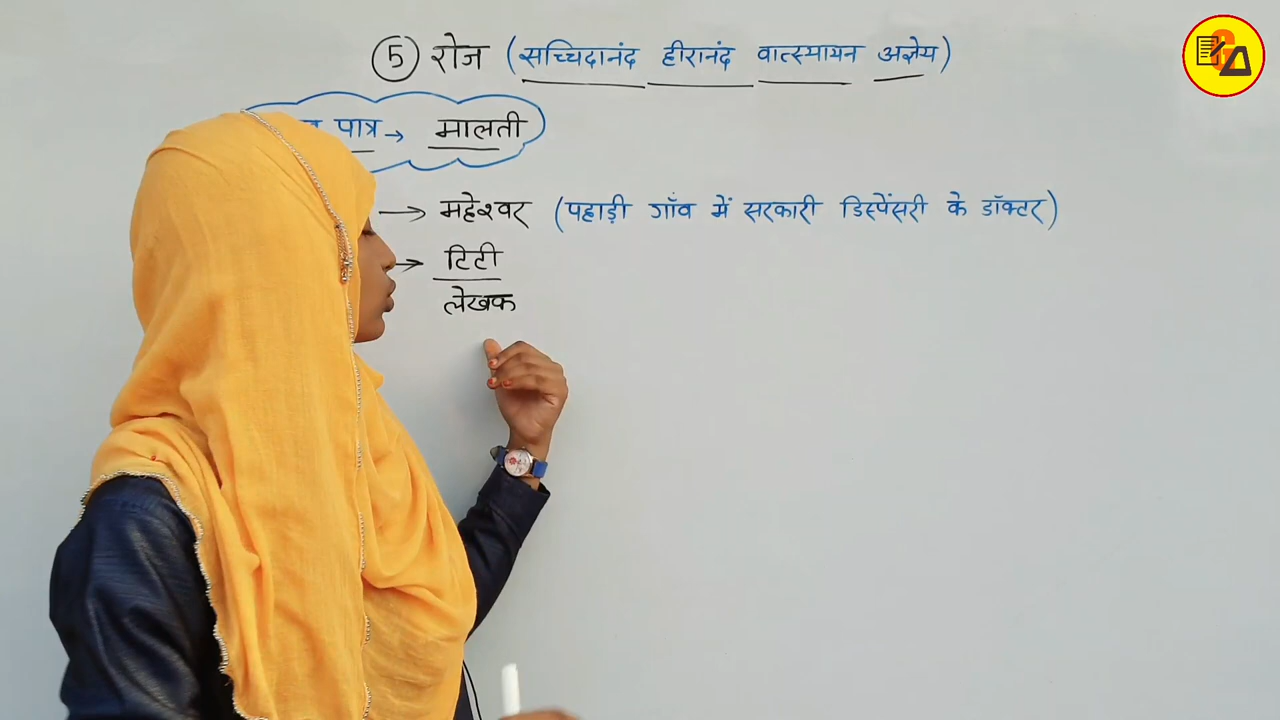 5 रोज (सच्चिदानंद हीरानंद वात्स्यायन अज्ञेय)
पात्र → मालती
→ महेश्वर (पहाड़ी गाँव में सरकारी डिस्पेंसरी के डॉक्टर)
→ टिटी
लेखक